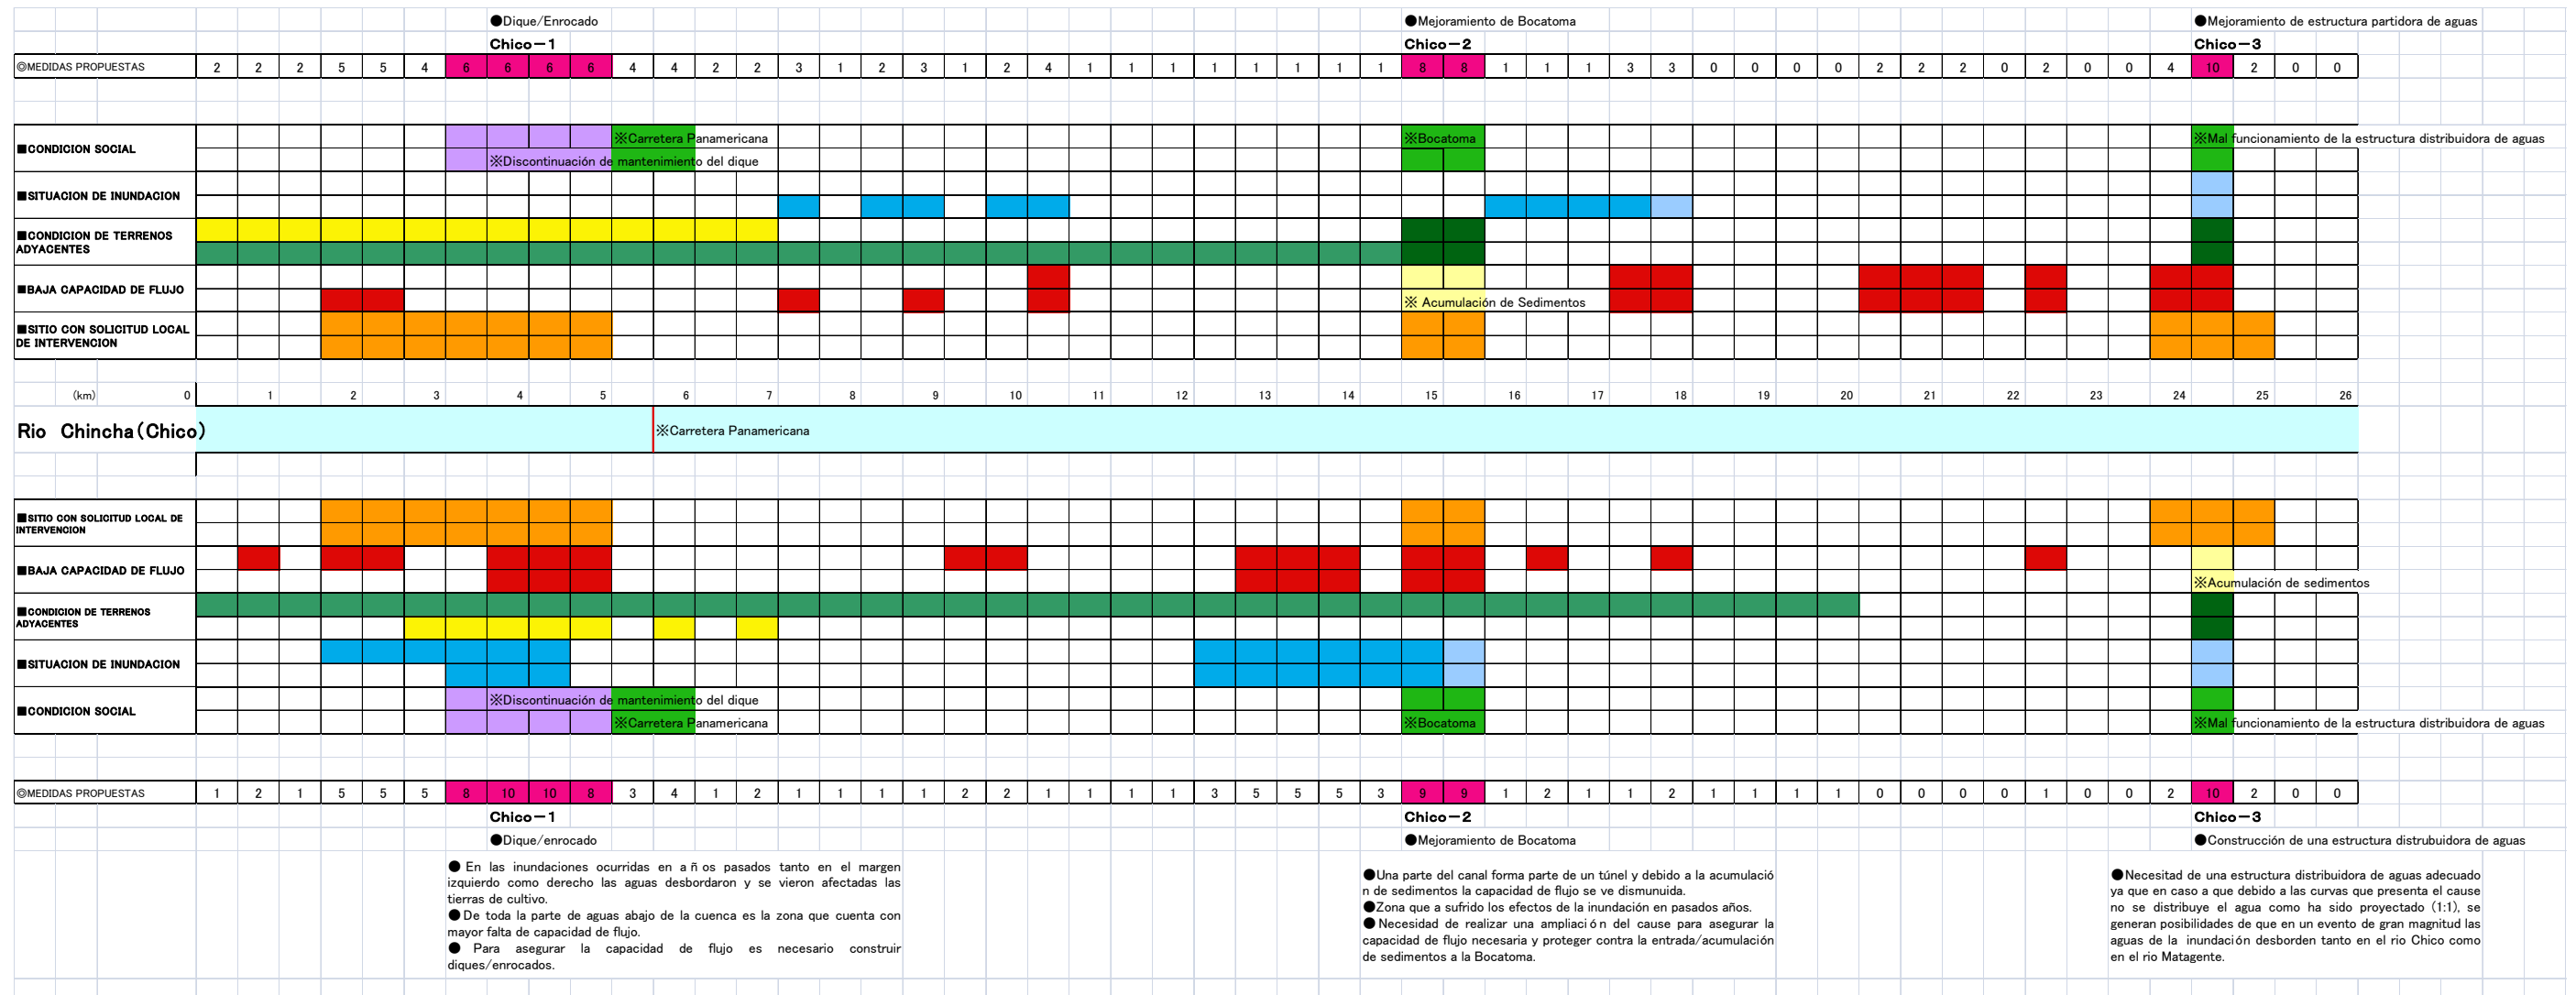 ●Dique/Enrocado ●Mejoramiento de Bocatoma ●Mejoramiento de estructura partidora de aguas
Chico－1 Chico－2 Chico－3
◎MEDIDAS PROPUESTAS 2 2 2 5 5 4 6 6 6 6 4 4 2 2 3 1 2 3 1 2 4 1 1 1 1 1 1 1 1 8 8 1 1 1 3 3 0 0 0 0 2 2 2 0 2 0 0 4 10 2 0 0
※Carretera Panamericana ※Bocatoma ※Mal funcionamiento de la estructura distribuidora de aguas
■CONDICION SOCIAL
※Discontinuación de mantenimiento del dique
■SITUACION DE INUNDACION
■CONDICION DE TERRENOS
ADYACENTES
■BAJA CAPACIDAD DE FLUJO
※ Acumulación de Sedimentos
■SITIO CON SOLICITUD LOCAL
DE INTERVENCION
(km) 0 1 2 3 4 5 6 7 8 9 10 11 12 13 14 15 16 17 18 19 20 21 22 23 24 25 26
Rio Chincha(Chico) ※Carretera Panamericana
■SITIO CON SOLICITUD LOCAL DE
INTERVENCION
■BAJA CAPACIDAD DE FLUJO
※Acumulación de sedimentos
■CONDICION DE TERRENOS
ADYACENTES
■SITUACION DE INUNDACION
※Discontinuación de mantenimiento del dique
■CONDICION SOCIAL
※Carretera Panamericana ※Bocatoma ※Mal funcionamiento de la estructura distribuidora de aguas
◎MEDIDAS PROPUESTAS 1 2 1 5 5 5 8 10 10 8 3 4 1 2 1 1 1 1 2 2 1 1 1 1 3 5 5 5 3 9 9 1 2 1 1 2 1 1 1 1 0 0 0 0 1 0 0 2 10 2 0 0
Chico－1 Chico－2 Chico－3
●Dique/enrocado ●Mejoramiento de Bocatoma ●Construcción de una estructura distrubuidora de aguas
● En las inundaciones ocurridas en años pasados tanto en el margen
izquierdo como derecho las aguas desbordaron y se vieron afectadas las
tierras de cultivo.
● De toda la parte de aguas abajo de la cuenca es la zona que cuenta con
mayor falta de capacidad de flujo.
● Para asegurar la capacidad de flujo es necesario construir
diques/enrocados.
●Una parte del canal forma parte de un túnel y debido a la acumulació
n de sedimentos la capacidad de flujo se ve dismunuida.
●Zona que a sufrido los efectos de la inundación en pasados años.
● Necesidad de realizar una ampliación del cause para asegurar la
capacidad de flujo necesaria y proteger contra la entrada/acumulación
de sedimentos a la Bocatoma.
●Necesitad de una estructura distribuidora de aguas adecuado
ya que en caso a que debido a las curvas que presenta el cause
no se distribuye el agua como ha sido proyectado (1:1), se
generan posibilidades de que en un evento de gran magnitud las
aguas de la inundación desborden tanto en el rio Chico como
en el rio Matagente.